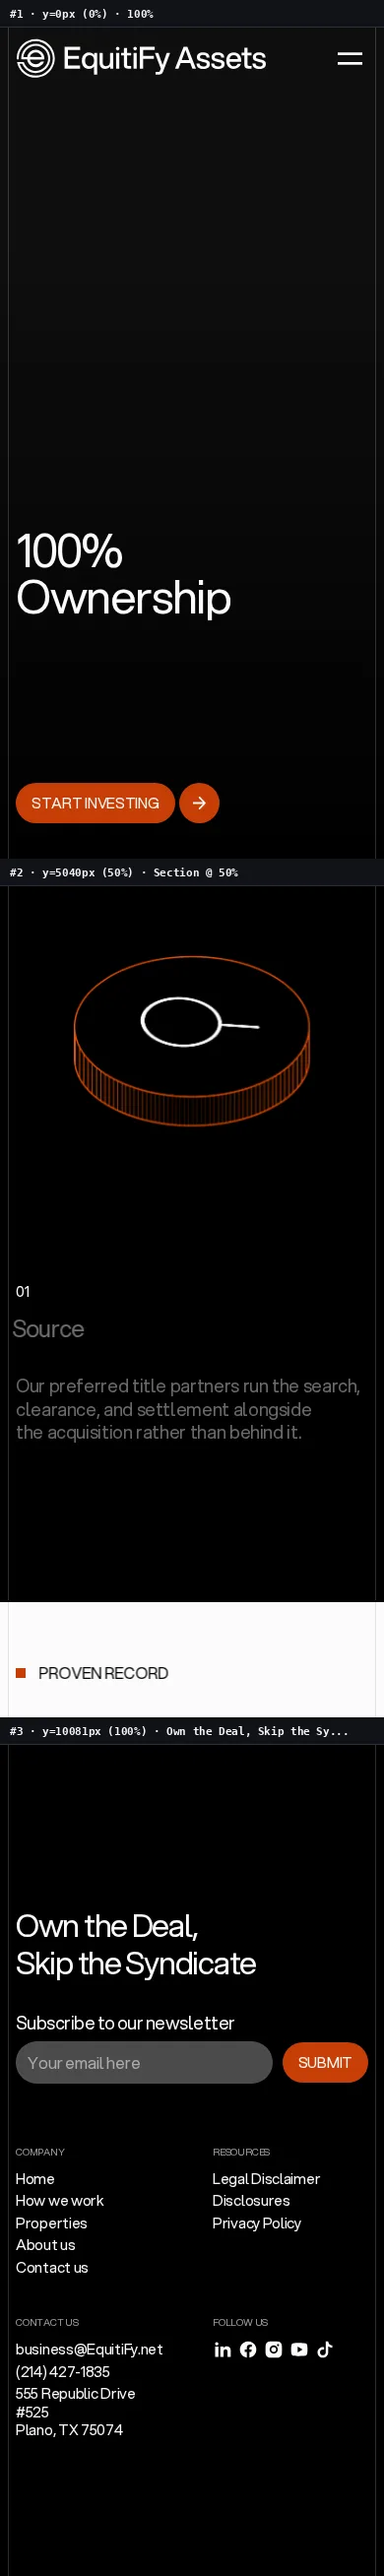 #1 · y=0px (0%) · 100%
EquitiFy Assets
100%
Ownership
START INVESTING
#2 · y=5040px (50%) · Section @ 50%
01
Source
Our preferred title partners run the search,
clearance, and settlement alongside
the acquisition rather than behind it.
PROVEN RECORD
#3 · y=10081px (100%) · Own the Deal, Skip the Sy...
Own the Deal,
Skip the Syndicate
Subscribe to our newsletter
Your email here
SUBMIT
COMPANY
Home
How we work
Properties
About us
Contact us
RESOURCES
Legal Disclaimer
Disclosures
Privacy Policy
CONTACT US
business@EquitiFy.net
(214) 427-1835
555 Republic Drive
#525
Plano, TX 75074
FOLLOW US